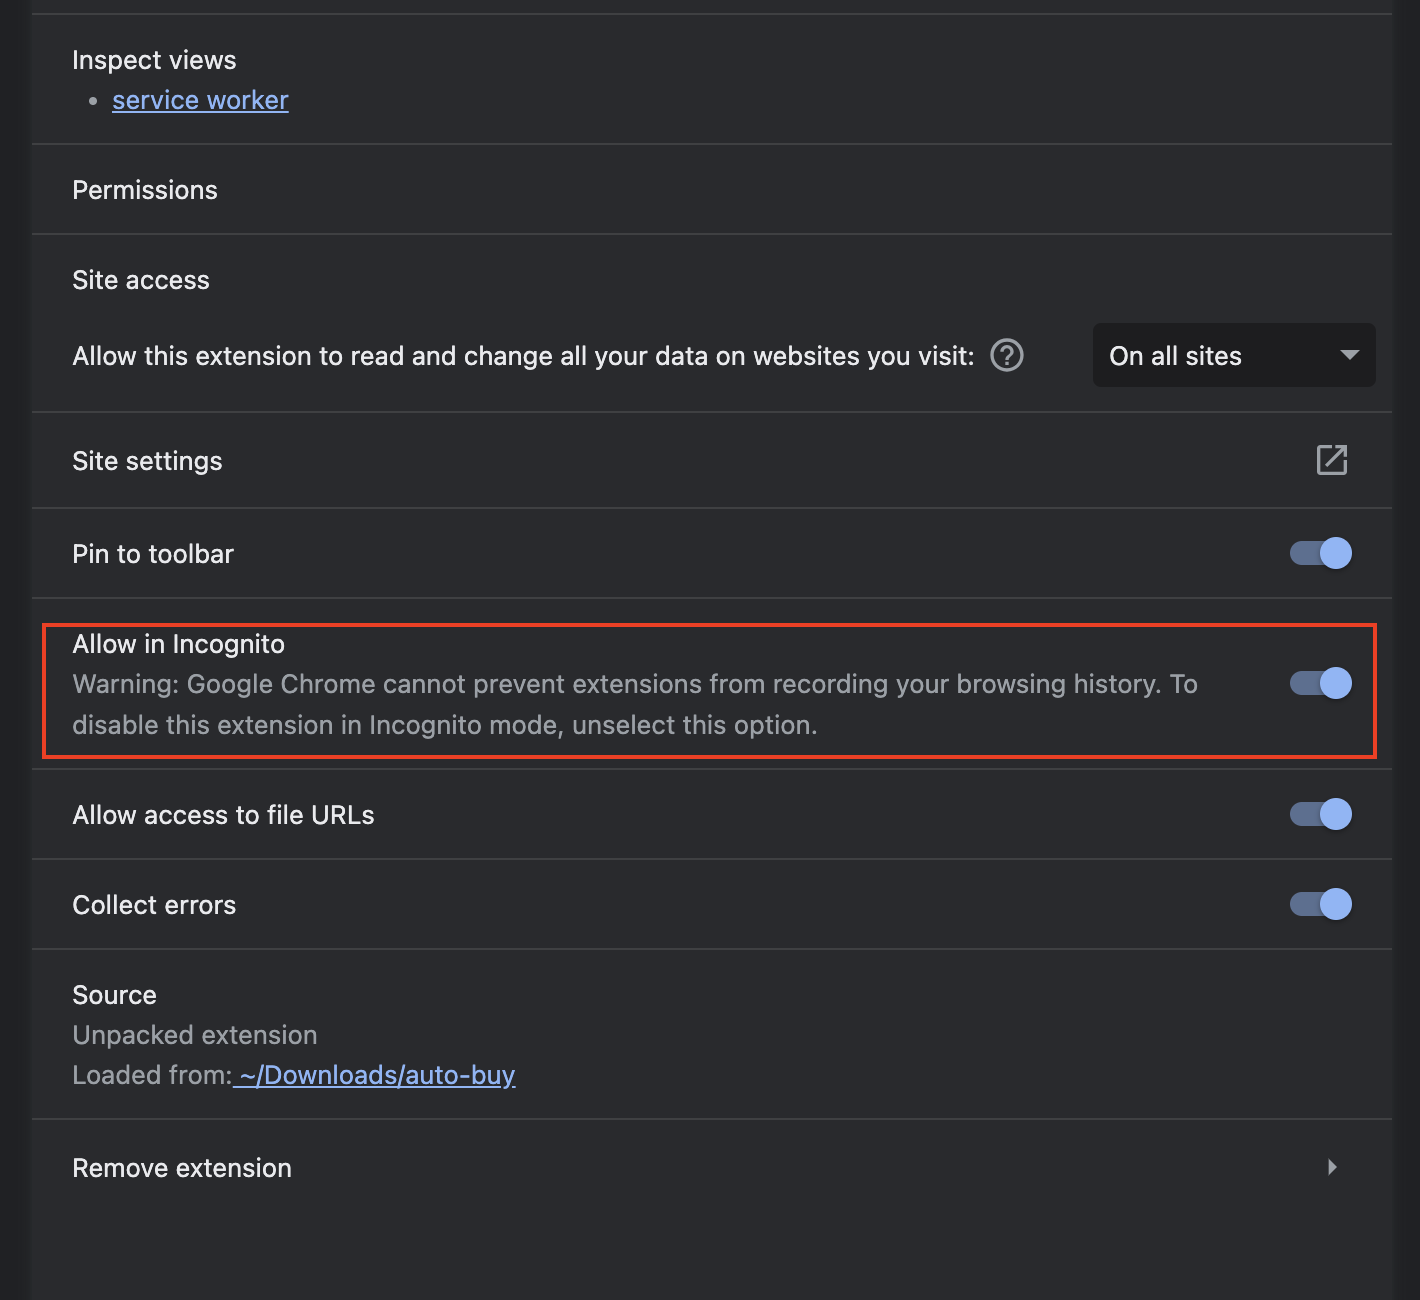 Inspect views
service worker
Permissions
Site access
Allow this extension to read and change all your data on websites you visit:
On all sites
Site settings
Pin to toolbar
Allow in Incognito
Warning: Google Chrome cannot prevent extensions from recording your browsing history. To
disable this extension in Incognito mode, unselect this option.
Allow access to file URLs
Collect errors
Source
Unpacked extension
Loaded from: ~/Downloads/auto-buy
Remove extension